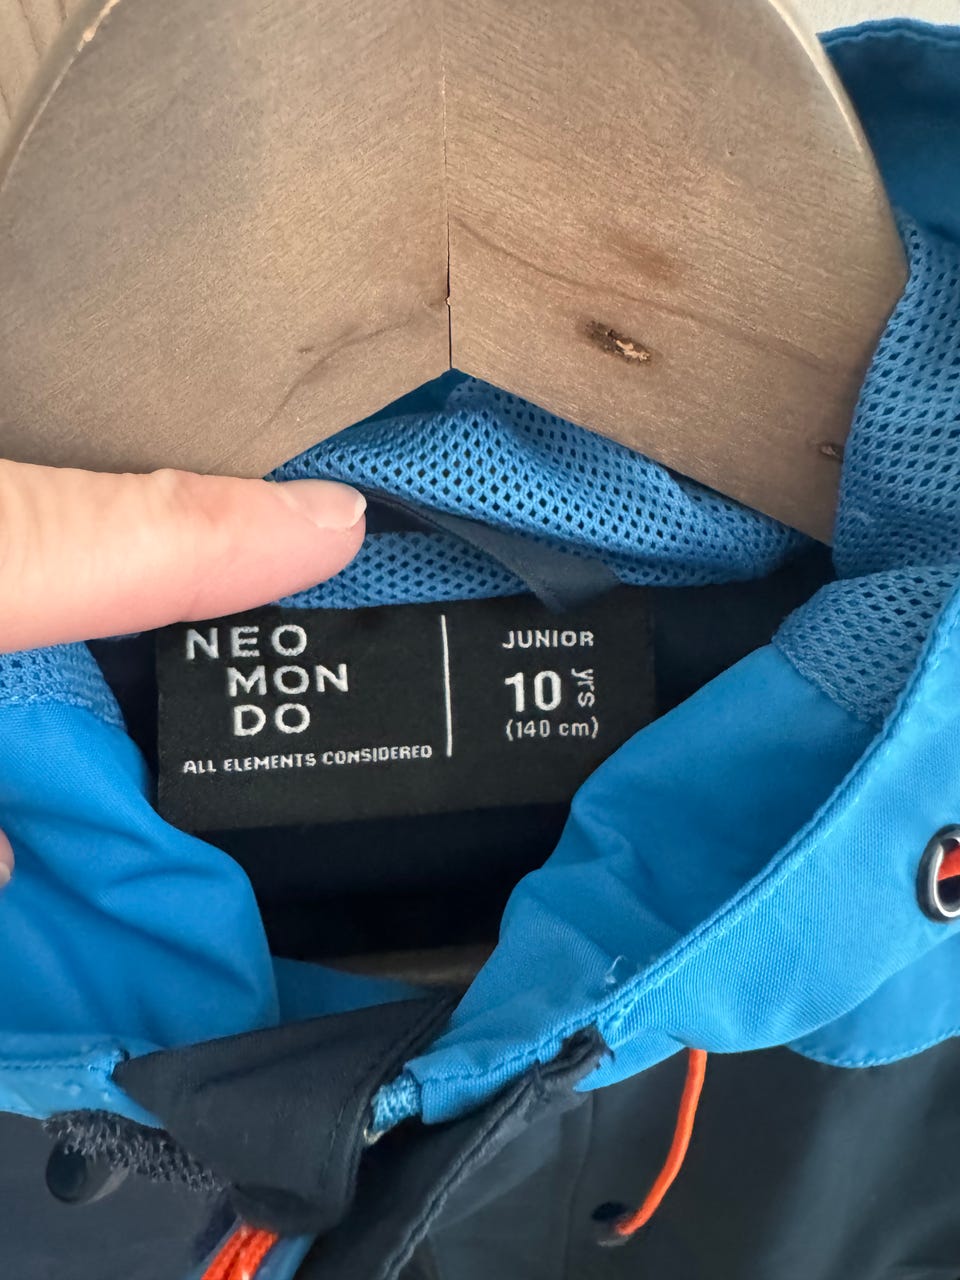 NEO
MON
DO
ALL ELEMENTS CONSIDERED
JUNIOR
10 yrs
(140 cm)